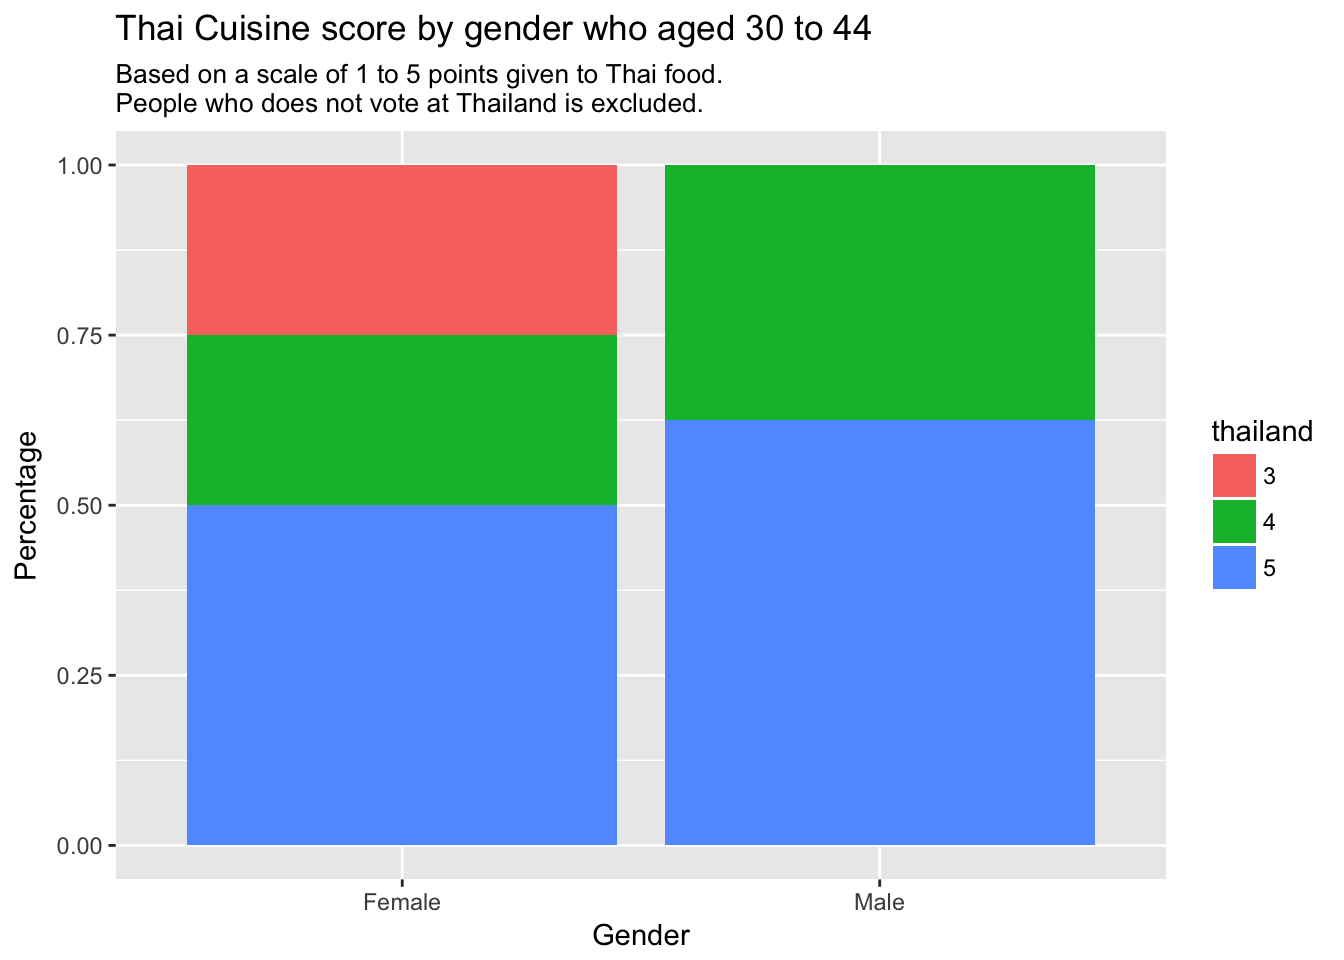 Thai Cuisine score by gender who aged 30 to 44
Based on a scale of 1 to 5 points given to Thai food.
People who does not vote at Thailand is excluded.
1.00
0.75
0.50
0.25
0.00
Percentage
Female
Male
Gender
thailand
3
4
5